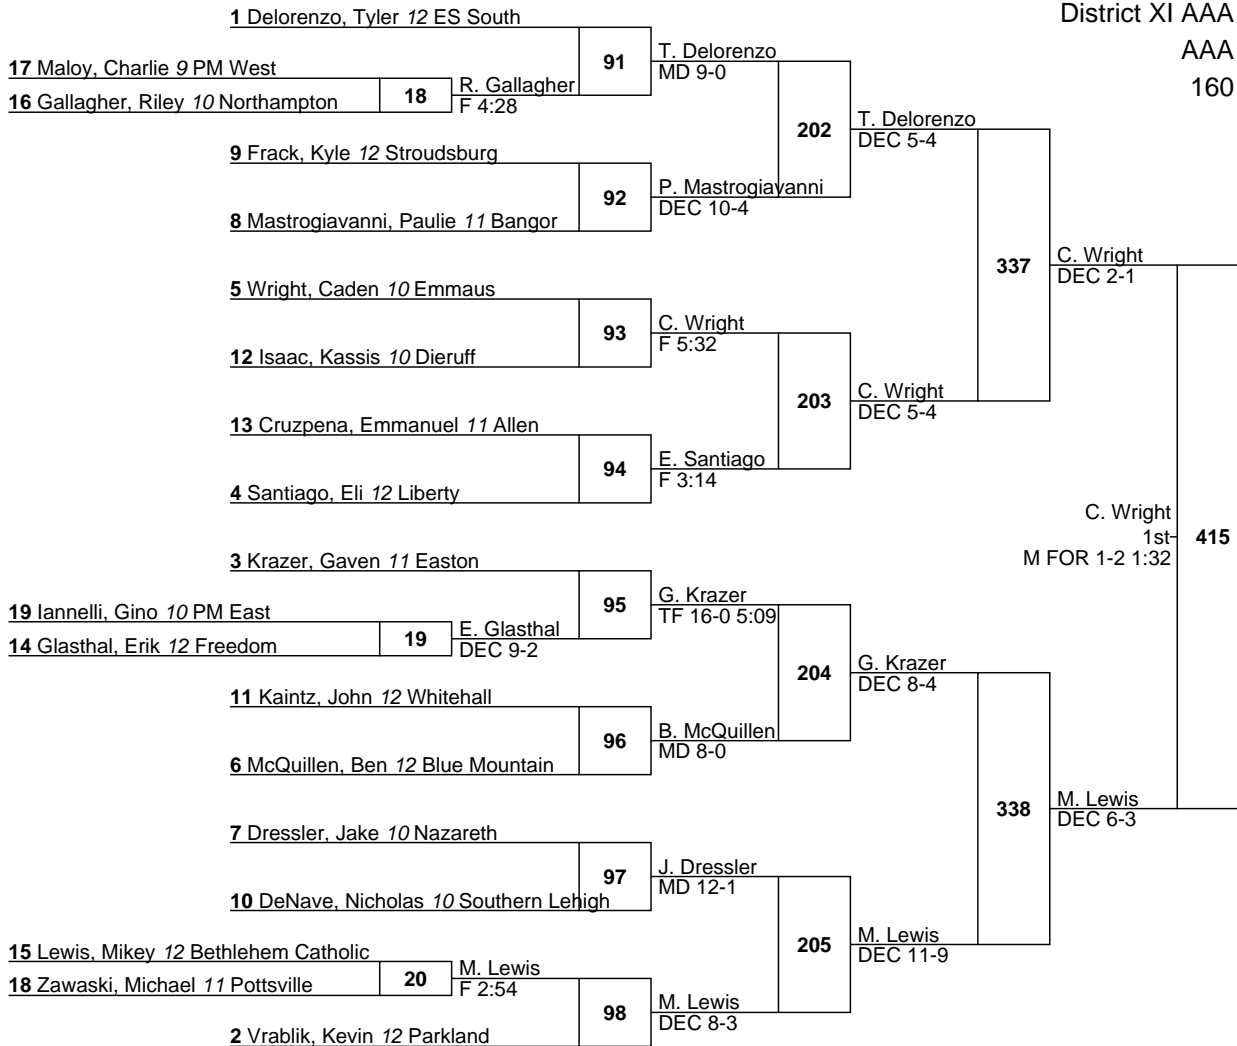 District XI AAA
AAA
160
1 Delorenzo, Tyler 12 ES South
17 Maloy, Charlie 9 PM West
16 Gallagher, Riley 10 Northampton
18
R. Gallagher
F 4:28
91
T. Delorenzo
MD 9-0
202
T. Delorenzo
DEC 5-4
9 Frack, Kyle 12 Stroudsburg
92
P. Mastrogiavanni
DEC 10-4
8 Mastrogiavanni, Paulie 11 Bangor
337
C. Wright
DEC 2-1
5 Wright, Caden 10 Emmaus
93
C. Wright
F 5:32
12 Isaac, Kassis 10 Dieruff
203
C. Wright
DEC 5-4
13 Cruzpena, Emmanuel 11 Allen
94
E. Santiago
F 3:14
4 Santiago, Eli 12 Liberty
C. Wright
1st
M FOR 1-2 1:32
415
3 Krazer, Gaven 11 Easton
95
G. Krazer
TF 16-0 5:09
19 Iannelli, Gino 10 PM East
14 Glasthal, Erik 12 Freedom
19
E. Glasthal
DEC 9-2
204
G. Krazer
DEC 8-4
11 Kaintz, John 12 Whitehall
96
B. McQuillen
MD 8-0
6 McQuillen, Ben 12 Blue Mountain
338
M. Lewis
DEC 6-3
7 Dressler, Jake 10 Nazareth
97
J. Dressler
MD 12-1
10 DeNave, Nicholas 10 Southern Lehigh
205
M. Lewis
DEC 11-9
15 Lewis, Mikey 12 Bethlehem Catholic
18 Zawaski, Michael 11 Pottsville
20
M. Lewis
F 2:54
98
M. Lewis
DEC 8-3
2 Vrablik, Kevin 12 Parkland